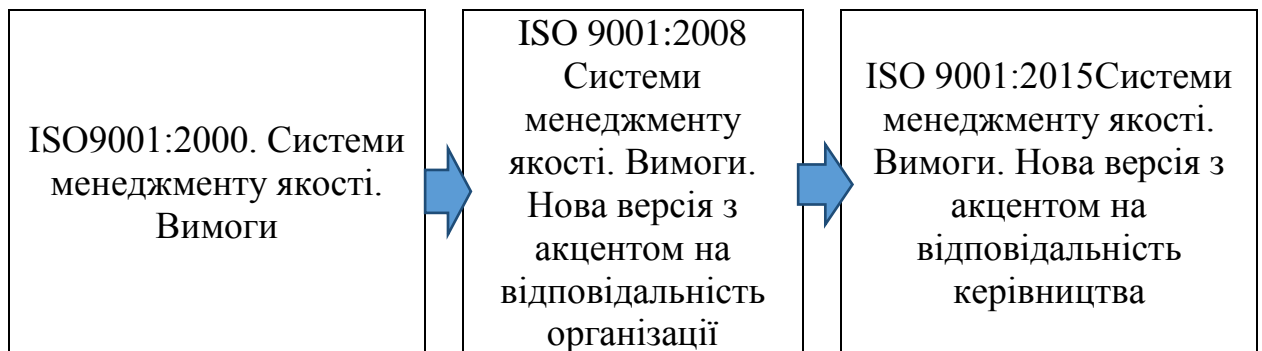 ISO9001:2000. Системи
менеджменту якості.
Вимоги
ISO 9001:2008
Системи
менеджменту
якості. Вимоги.
Нова версія з
акцентом на
відповідальність
організації
ISO 9001:2015Системи
менеджменту якості.
Вимоги. Нова версія з
акцентом на
відповідальність
керівництва